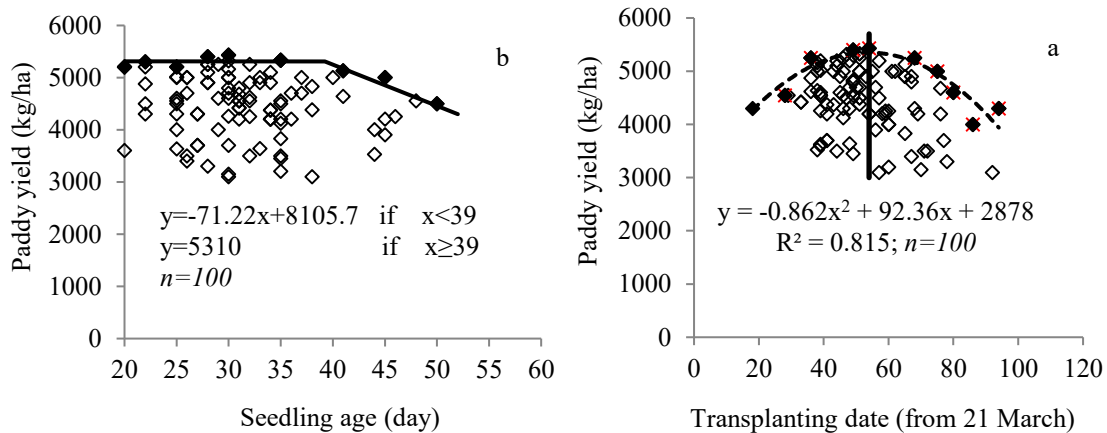 6000
5000
4000
3000
2000
1000
0
Paddy yield (kg/ha)
b
y=-71.22x+8105.7 if x<39
y=5310 if x≥39
n=100
20 25 30 35 40 45 50 55 60
Seedling age (day)
6000
5000
4000
3000
2000
1000
0
Paddy yield (kg/ha)
a
y = -0.862x² + 92.36x + 2878
R² = 0.815; n=100
0 20 40 60 80 100 120
Transplanting date (from 21 March)